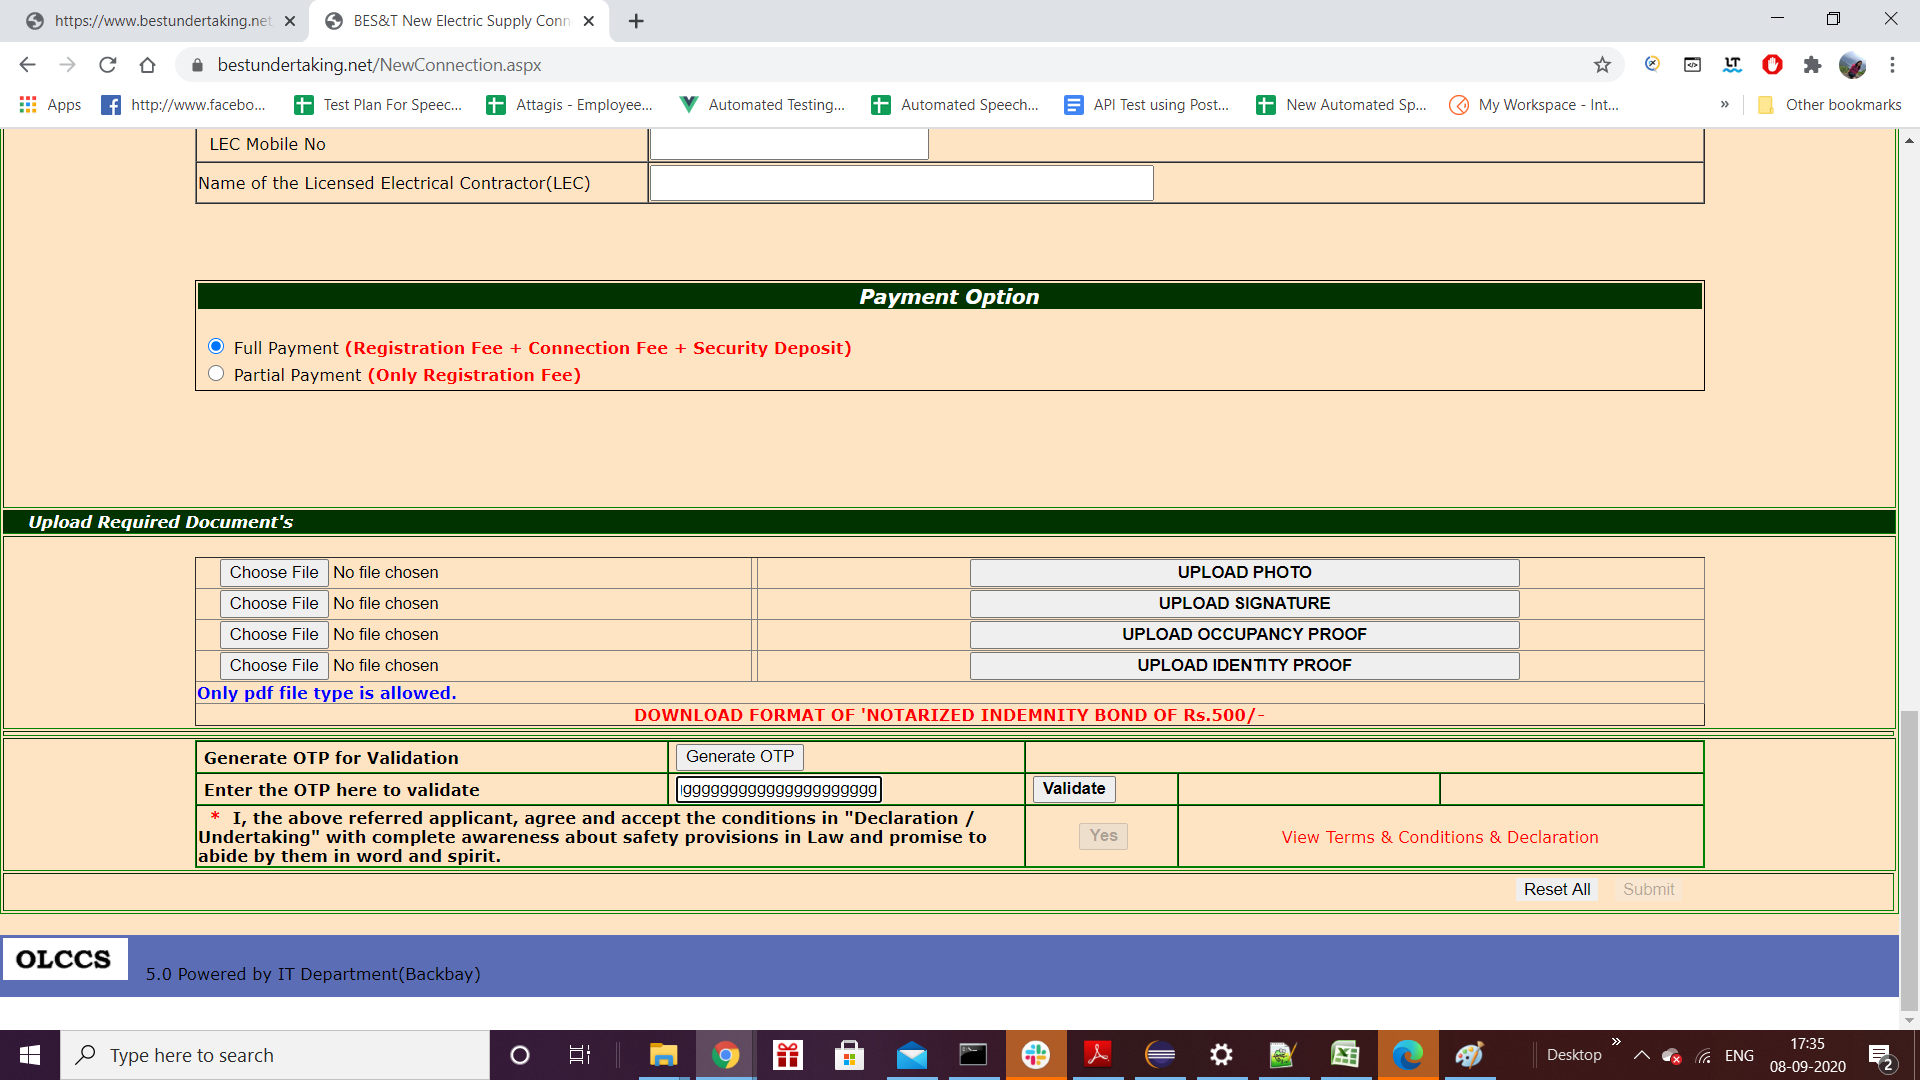 https://www.bestundertaking.net
BES&T New Electric Supply Conn
bestundertaking.net/NewConnection.aspx
Apps
http://www.facebo...
Test Plan For Speec...
Attagis - Employee...
Automated Testing...
Automated Speech...
API Test using Post...
New Automated Sp...
My Workspace - Int...
»
Other bookmarks
LEC Mobile No
Name of the Licensed Electrical Contractor(LEC)
Payment Option
Full Payment (Registration Fee + Connection Fee + Security Deposit)
Partial Payment (Only Registration Fee)
Upload Required Document's
Choose File No file chosen UPLOAD PHOTO
Choose File No file chosen UPLOAD SIGNATURE
Choose File No file chosen UPLOAD OCCUPANCY PROOF
Choose File No file chosen UPLOAD IDENTITY PROOF
Only pdf file type is allowed.
DOWNLOAD FORMAT OF 'NOTARIZED INDEMNITY BOND OF Rs.500/-
Generate OTP for Validation Generate OTP
Enter the OTP here to validate Validate
* I, the above referred applicant, agree and accept the conditions in "Declaration /
Undertaking" with complete awareness about safety provisions in Law and promise to
abide by them in word and spirit.
Yes
View Terms & Conditions & Declaration
Reset All Submit
OLCCS
5.0 Powered by IT Department(Backbay)
Type here to search
Desktop
»
ENG
17:35
08-09-2020
2